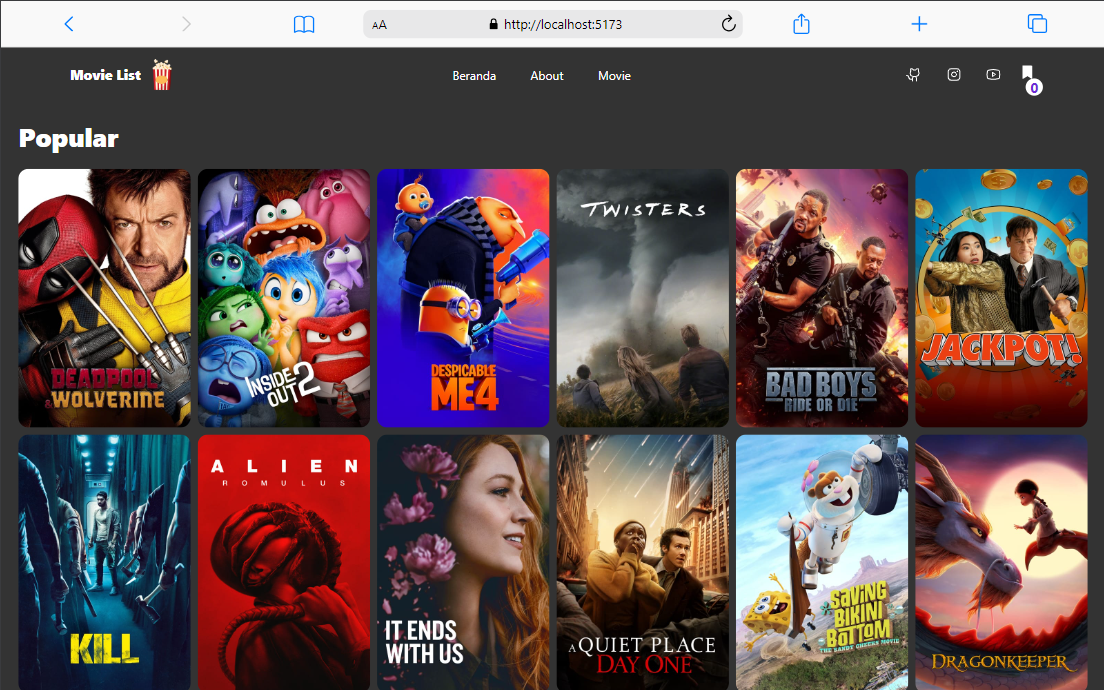 AA
http://localhost:5173
Movie List
Beranda
About
Movie
0
Popular
DEADPOOL
& WOLVERINE
INSIDE
OUT 2
DESPICABLE
ME 4
TWISTERS
BAD BOYS
RIDE OR DIE
JACKPOT!
KILL
ALIEN
ROMULUS
IT ENDS
WITH US
A QUIET PLACE
DAY ONE
SAVING
BIKINI
BOTTOM
THE SANDY CHEEKS MOVIE
DRAGONKEEPER